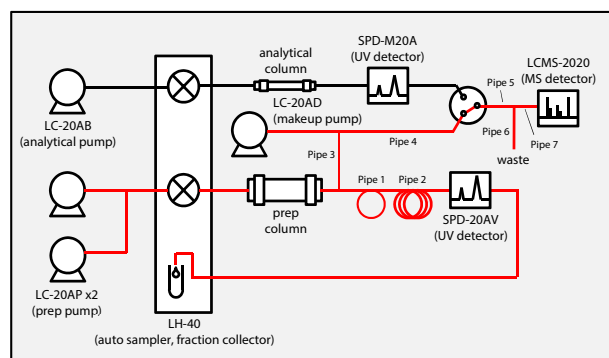 SPD-M20A
(UV detector)
LCMS-2020
(MS detector)
analytical
column
LC-20AB
(analytical pump)
LC-20AD
(makeup pump)
Pipe 5
Pipe 4
Pipe 6
Pipe 7
waste
Pipe 3
Pipe 1
Pipe 2
prep
column
SPD-20AV
(UV detector)
LC-20AP x2
(prep pump)
LH-40
(auto sampler, fraction collector)